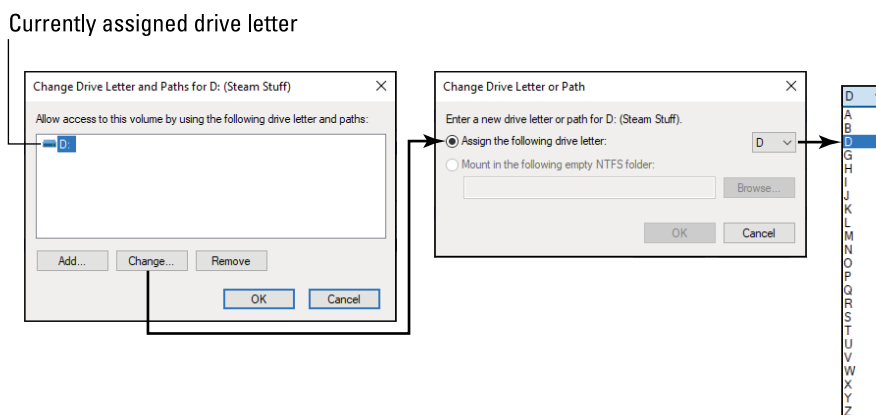 Currently assigned drive letter
Change Drive Letter and Paths for D: (Steam Stuff)
Allow access to this volume by using the following drive letter and paths:
D:
Add...
Change...
Remove
OK
Cancel
Change Drive Letter or Path
Enter a new drive letter or path for D: (Steam Stuff).
Assign the following drive letter:
D
Mount in the following empty NTFS folder:
Browse...
OK
Cancel
D
A
B
D
G
H
I
J
K
L
M
N
O
P
Q
R
S
T
U
V
W
X
Y
Z